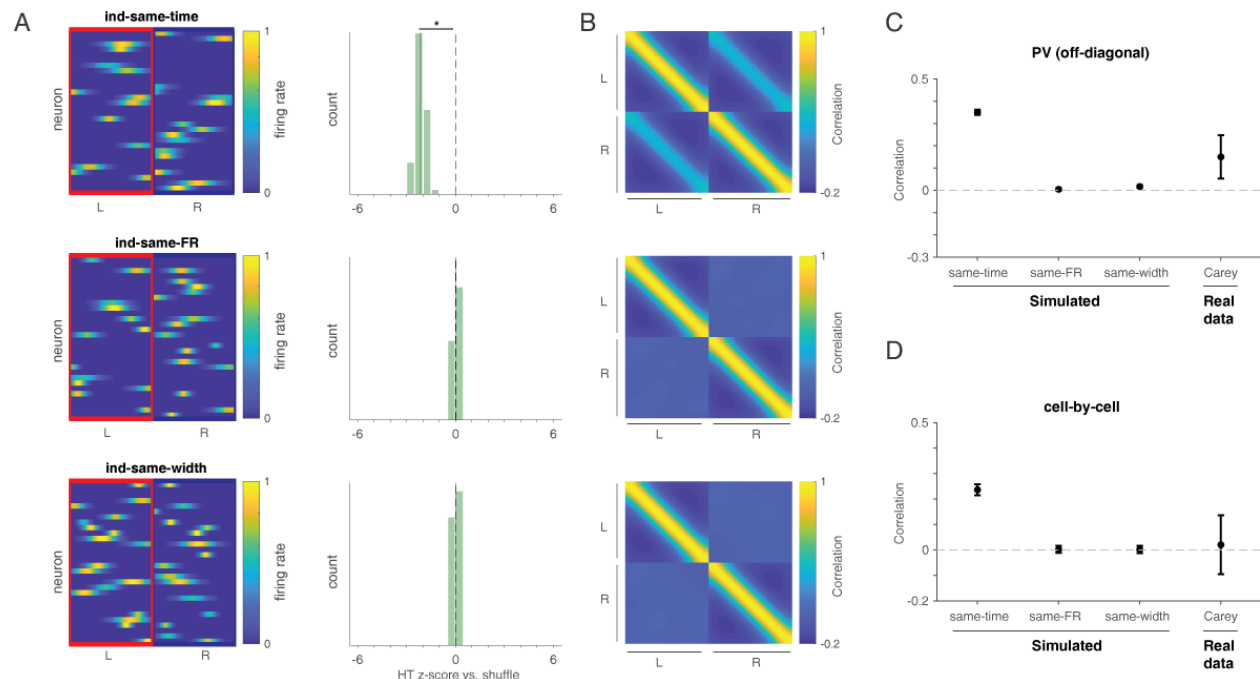 A
ind-same-time
neuron
L
R
1
0
firing rate
*
count
-6
0
6
ind-same-FR
neuron
L
R
1
0
firing rate
count
-6
0
6
ind-same-width
neuron
L
R
1
0
firing rate
count
-6
0
6
HT z-score vs. shuffle
B
L
R
L
R
1
-0.2
Correlation
L
R
L
R
1
-0.2
Correlation
L
R
L
R
1
-0.2
Correlation
C
PV (off-diagonal)
0.5
0
-0.3
Correlation
same-time
same-FR
same-width
Carey
Simulated
Real
data
D
cell-by-cell
0.5
0
-0.2
Correlation
same-time
same-FR
same-width
Carey
Simulated
Real
data